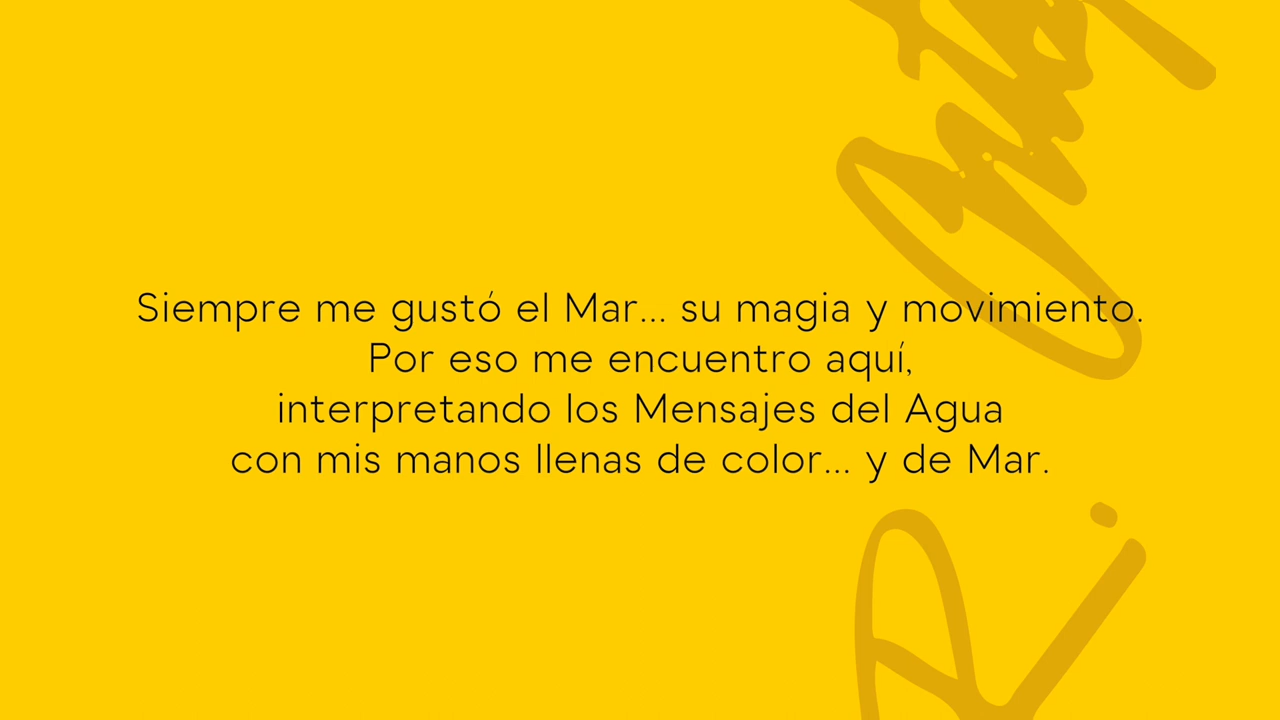 Siempre me gustó el Mar... su magia y movimiento.
Por eso me encuentro aquí,
interpretando los Mensajes del Agua
con mis manos llenas de color... y de Mar.
R.